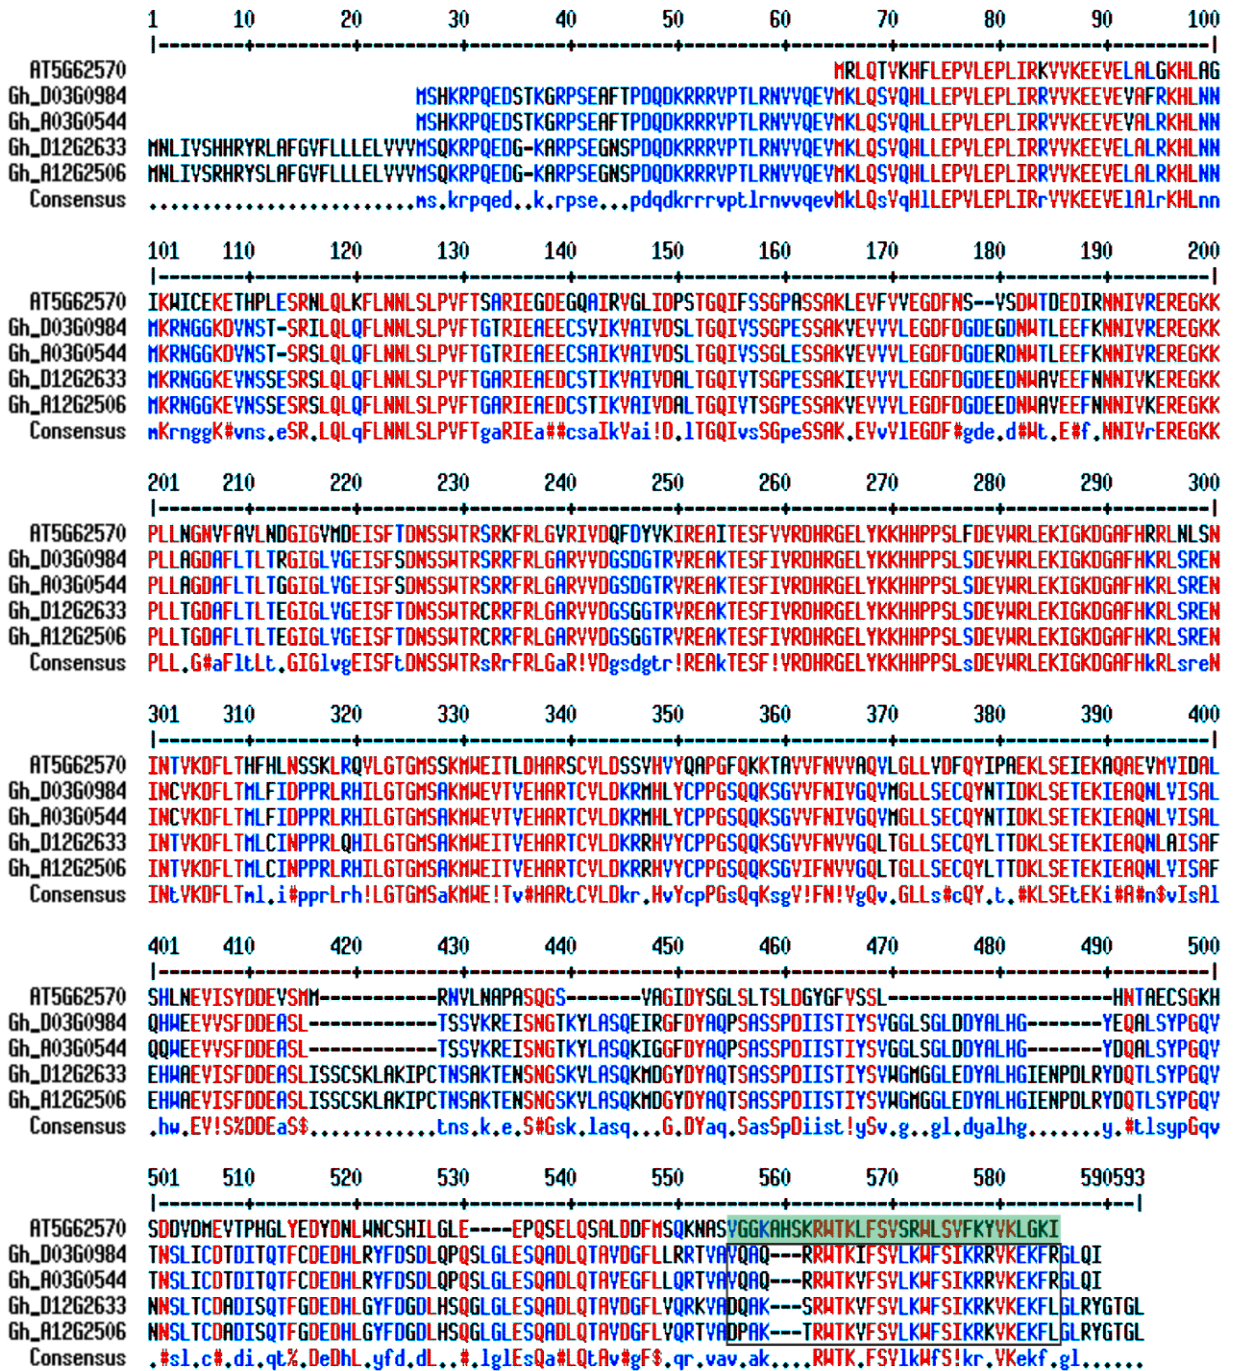 1 10 20 30 40 50 60 70 80 90 100
|--------+---------+---------+---------+---------+---------+---------+---------+---------+---------|
AT5G62570 MRLQTVKHFLEPVLEPLIRKVVKEEVELALGKHLAG
Gh_D03G0984 MSHKRPQEDSTKGRPSEAFTPDQDKRRRVPTLRNVVQEVMKLQSVQHLLEPVLEPLIRRVVKEEVEVAFRKHLNN
Gh_A03G0544 MSHKRPQEDSTKGRPSEAFTPDQDKRRRVPTLRNVVQEVMKLQSVQHLLEPVLEPLIRRVVKEEVEVALRKHLNN
Gh_D12G2633 MNLIVSHHRYRLAFGVFLLLELVVVMSQKRPQEDG-KARPSEGNSPDQDKRRRVPTLRNVVQEVMKLQSVQHLLEPVLEPLIRRVVKEEVELALRKHLNN
Gh_A12G2506 MNLIVSRHRYSLAFGVFLLLELVVVMSQKRPQEDG-KARPSEGNSPDQDKRRRVPTLRNVVQEVMKLQSVQHLLEPVLEPLIRRVVKEEVELALRKHLNN
Consensus .........................ms.krpqed..k.rpse...pdqdkrrrvptlrnvvqevMkLQsVqHlLEPVLEPLIRrVVKEEVElAlrKHLnn
101 110 120 130 140 150 160 170 180 190 200
|--------+---------+---------+---------+---------+---------+---------+---------+---------+---------|
AT5G62570 IKWICEKETHPLESRNLQLKFLNNLSLPVFTSARIEGDEGQAIRVGLIDPSTGQIFSSGPASSAKLEVFVVEGDFNS--VSDWTDEDIRNNIVREREGKK
Gh_D03G0984 MKRNGGKDVNST-SRILQLQFLNNLSLPVFTGTRIEAEECSVIKVAIVDSLTGQIVSSGPESSAKVEVVVLEGDFDGDEGDNWTLEEFKNNIVREREGKK
Gh_A03G0544 MKRNGGKDVNST-SRSLQLQFLNNLSLPVFTGTRIEAEECSAIKVAIVDSLTGQIVSSGLESSAKVEVVVLEGDFDGDERDNWTLEEFKNNIVREREGKK
Gh_D12G2633 MKRNGGKEVNSSESRSLQLQFLNNLSLPVFTGARIEAEDCSTIKVAIVDALTGQIVTSGPESSAKIEVVVLEGDFDGDEEDNWAVEEFNNNIVKEREGKK
Gh_A12G2506 MKRNGGKEVNSSESRSLQLQFLNNLSLPVFTGARIEAEDCSTIKVAIVDALTGQIVTSGPESSAKVEVVVLEGDFDGDEEDNWAVEEFNNNIVKEREGKK
Consensus mKrnggK#vns.eSR.LQLqFLNNLSLPVFTgaRIEa##csaIkVai!D.lTGQIvsSGpeSSAK.EVvVlEGDF#gde.d#Wt.E#f.NNIVrEREGKK
201 210 220 230 240 250 260 270 280 290 300
|--------+---------+---------+---------+---------+---------+---------+---------+---------+---------|
AT5G62570 PLLNGNVFAVLNDGIGVMDEISFTDNSSWTRSRKFRLGVRIVDQFDYVKIREAITESFVVRDHRGELYKKHHPPSLFDEVWRLEKIGKDGAFHRRLNLSN
Gh_D03G0984 PLLAGDAFLTLTRGIGLVGEISFSDNSSWTRSRRFRLGARVVDGSDGTRVREAKTESFIVRDHRGELYKKHHPPSLSDEVWRLEKIGKDGAFHKRLSREN
Gh_A03G0544 PLLAGDAFLTLTGGIGLVGEISFSDNSSWTRSRRFRLGARVVDGSDGTRVREAKTESFIVRDHRGELYKKHHPPSLSDEVWRLEKIGKDGAFHKRLSREN
Gh_D12G2633 PLLTGDAFLTLTEGIGLVGEISFTDNSSWTRCRRFRLGARVVDGSGGTRVREAKTESFIVRDHRGELYKKHHPPSLSDEVWRLEKIGKDGAFHKRLSREN
Gh_A12G2506 PLLTGDAFLTLTEGIGLVGEISFTDNSSWTRCRRFRLGARVVDGSGGTRVREAKTESFIVRDHRGELYKKHHPPSLSDEVWRLEKIGKDGAFHKRLSREN
Consensus PLL.G#aFltLt.GIGlvgEISFtDNSSWTRsRrFRLGaR!VDgsdgtr!REAkTESF!VRDHRGELYKKHHPPSLsDEVWRLEKIGKDGAFHkRLsreN
301 310 320 330 340 350 360 370 380 390 400
|--------+---------+---------+---------+---------+---------+---------+---------+---------+---------|
AT5G62570 INTVKDFLTHFHLNSSKLRQVLGTGMSSKMWEITLDHARSCVLDSSVHVYQAPGFQKKTAVVFNVVAQVLGLLVDFQYIPAEKLSEIEKAQAEVMVIDAL
Gh_D03G0984 INCVKDFLTMLFIDPPRLRHILGTGMSAKMWEVTVEHARTCVLDKRMHLYCPPGSQQKSGVVFNIVGQVMGLLSECQYNTIDKLSETEKIEAQNLVISAL
Gh_A03G0544 INCVKDFLTMLFIDPPRLRHILGTGMSAKMWEVTVEHARTCVLDKRMHLYCPPGSQQKSGVVFNIVGQVMGLLSECQYNTIDKLSETEKIEAQNLVISAL
Gh_D12G2633 INTVKDFLTMLCINPPRLQHILGTGMSAKMWEITVEHARTCVLDKRRHVYCPPGSQQKSGVVFNVVGQLTGLLSECQYLTTDKLSETEKIEAQNLAISAF
Gh_A12G2506 INTVKDFLTMLCINPPRLRHILGTGMSAKMWEITVEHARTCVLDKRRHVYCPPGSQQKSGVIFNVVGQLTGLLSECQYLTTDKLSETEKIEAQNLVISAF
Consensus INtVKDFLTml.i#pprLrh!LGTGMSaKMWE!Tv#HARtCVLDkr.HvYcpPGsQqKsgV!FN!VgQv.GLLs#cQY.t.#KLSEtEKi#A#n$vIsAl
401 410 420 430 440 450 460 470 480 490 500
|--------+---------+---------+---------+---------+---------+---------+---------+---------+---------|
AT5G62570 SHLNEVISYDDEVSMM-----------RNVLNAPASQGS-------VAGIDYSGLSLTSLDGYGFVSSL---------------------HNTAECSGKH
Gh_D03G0984 QHWEEVVSFDDEASL------------TSSVKREISNGTKYLASQEIRGFDYAQPSASSPDIISTIYSVGGLSGLDDYALHG--------YEQALSYPGQV
Gh_A03G0544 QQWEEVVSFDDEASL------------TSSVKREISNGTKYLASQKIGGFDYAQPSASSPDIISTIYSVGGLSGLDDYALHG--------YDQALSYPGQV
Gh_D12G2633 EHWAEVISFDDEASLISSCSKLAKIPCTNSAKTENSNGSKVLASQKMDGYDYAQTSASSPDIISTIYSVWGMGGLEDYALHGIENPDLRYDQTLSYPGQV
Gh_A12G2506 EHWAEVISFDDEASLISSCSKLAKIPCTNSAKTENSNGSKVLASQKMDGYDYAQTSASSPDIISTIYSVWGMGGLEDYALHGIENPDLRYDQTLSYPGQV
Consensus .hw.EV!S%DDEaS$............tns.k.e.S#Gsk.lasq...G.DYaq.SasSpDiist!ySv.g..gl.dyalhg.......y.#tlsypGqv
501 510 520 530 540 550 560 570 580 590593
|--------+---------+---------+---------+---------+---------+---------+---------+---------+--|
AT5G62570 SDDVDMEVTPHGLYEDYDNLWNCSHILGLE----EPQSELQSALDDFMSQKNASVGGKAHSKRWTKLFSVSRWLSVFKYVKLGKI
Gh_D03G0984 TNSLICDTDITQTFCDEDHLRYFDSDLQPQSLGLESQADLQTAVDGFLLRRTVAVQAQ---RRWTKIFSVLKWFSIKRRVKEKFRGLQI
Gh_A03G0544 TNSLICDTDITQTFCDEDHLRYFDSDLQPQSLGLESQADLQTAVEGFLLQRTVAVQAQ---RRWTKVFSVLKWFSIKRRVKEKFRGLQI
Gh_D12G2633 NNSLTCDADISQTFGDEDHLGYFDGDLHSQGLGLESQADLQTAVDGFLVQRKVADQAK---SRWTKVFSVLKWFSIKRKVKEKFLGLRYGTGL
Gh_A12G2506 NNSLTCDADISQTFGDEDHLGYFDGDLHSQGLGLESQADLQTAVDGFLVQRTVADPAK---TRWTKVFSVLKWFSIKRKVKEKFLGLRYGTGL
Consensus .#sl.c#.di.qt%.DeDhL.yfd.dL..#.lglEsQa#LQtAv#gF$.qr.vav.ak....RWTK.FSVlkWfS!kr.VKekf.gl......